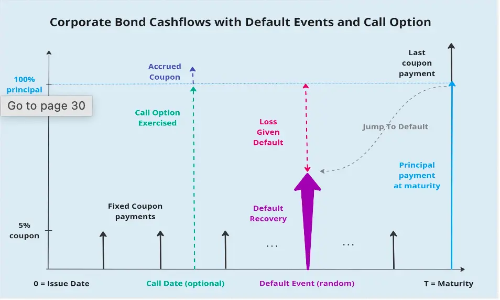 Corporate Bond Cashflows with Default Events and Call Option
Last
coupon
payment
Accrued
Coupon
100%
principal
Go to page 30
Call Option
Exercised
Loss
Given
Default
Jump To Default
Principal
payment
at maturity
Fixed Coupon
payments
Default
Recovery
5%
coupon
...
...
0 = Issue Date
Call Date (optional)
Default Event (random)
T = Maturity